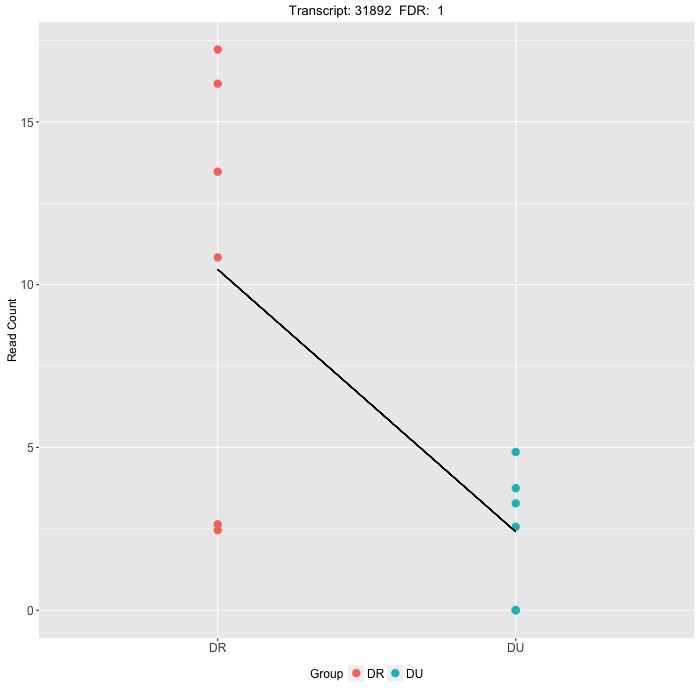 Transcript: 31892 FDR: 1
15
10
5
0
Read Count
DR DU
Group DR DU